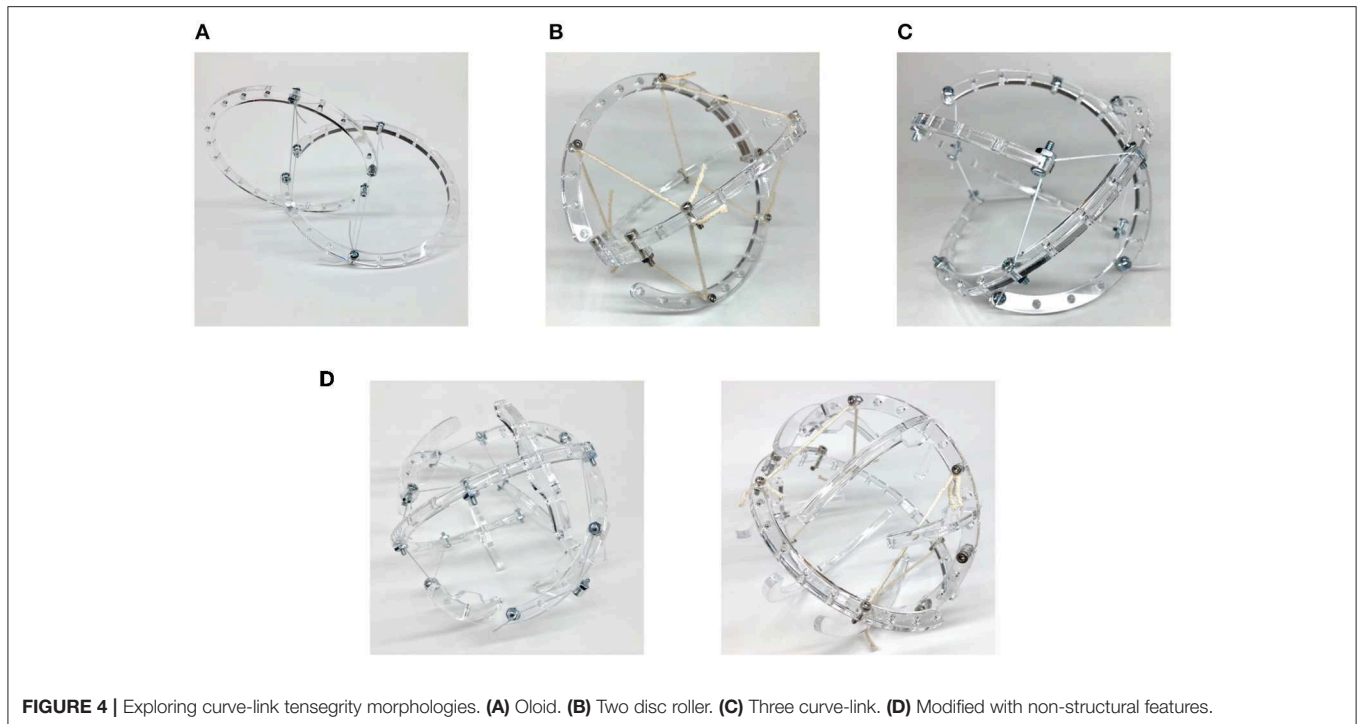 A
B
C
D
FIGURE 4 | Exploring curve-link tensegrity morphologies. (A) Oloid. (B) Two disc roller. (C) Three curve-link. (D) Modified with non-structural features.